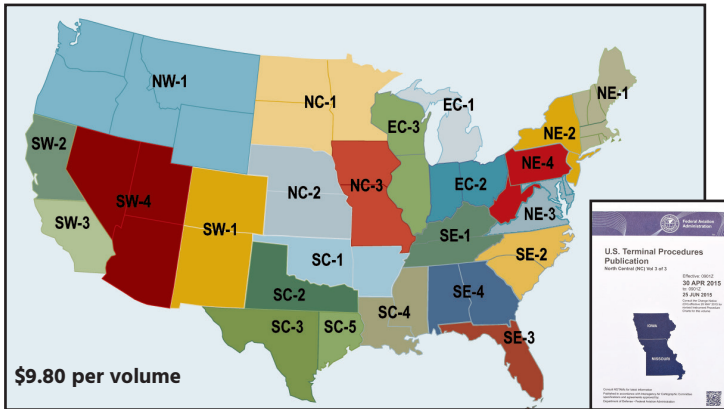 NW-1
NC-1
EC-1
NE-1
EC-3
NE-2
SW-2
NE-4
SW-4
NC-3
EC-2
NC-2
NE-3
SW-3
SW-1
SE-1
SC-1
SE-2
SC-2
SE-4
SC-4
SC-3
SC-5
SE-3
$9.80 per volume
Federal Aviation
Administration
U.S. Terminal Procedures
Publication
North Central (NC) Vol 3 of 3
Effective 0901Z
30 APR 2015
to 0901Z
25 JUN 2015
IOWA
MISSOURI